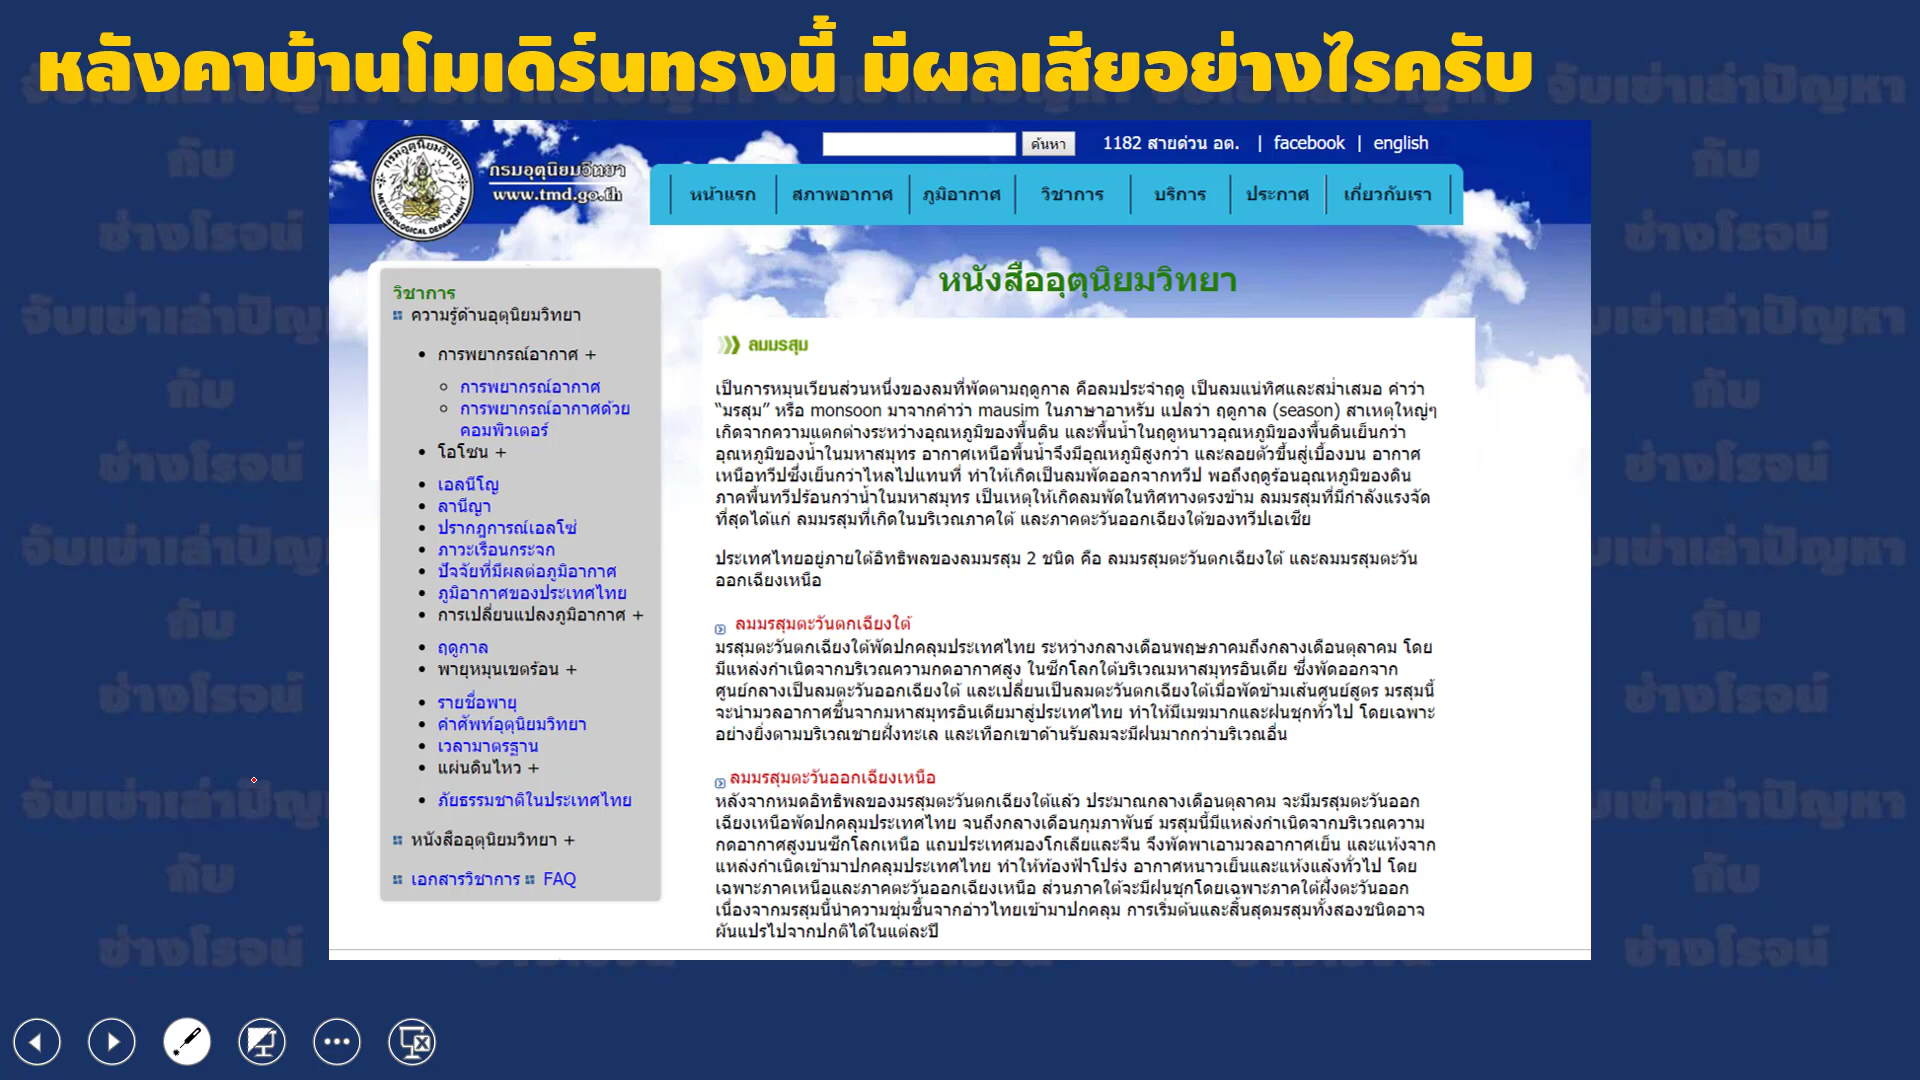 หลังคาบ้านโมเดิร์นทรงนี้ มีผลเสียอย่างไรครับ
จับเข่าเล่าปัญหา
กับ
ช่างโรจน์
กรมอุตุนิยมวิทยา
www.tmd.go.th
METEOROLOGICAL DEPARTMENT
ค้นหา
1182 สายด่วน อต. | facebook | english
หน้าแรก สภาพอากาศ ภูมิอากาศ วิชาการ บริการ ประกาศ เกี่ยวกับเรา
วิชาการ
ความรู้ด้านอุตุนิยมวิทยา
การพยากรณ์อากาศ +
การพยากรณ์อากาศ
การพยากรณ์อากาศด้วย
คอมพิวเตอร์
โอโซน +
เอลนีโญ
ลานีญา
ปรากฎการณ์เอลโซ่
ภาวะเรือนกระจก
ปัจจัยที่มีผลต่อภูมิอากาศ
ภูมิอากาศของประเทศไทย
การเปลี่ยนแปลงภูมิอากาศ +
ฤดูกาล
พายุหมุนเขตร้อน +
รายชื่อพายุ
คำศัพท์อุตุนิยมวิทยา
เวลามาตรฐาน
แผ่นดินไหว +
ภัยธรรมชาติในประเทศไทย
หนังสืออุตุนิยมวิทยา +
เอกสารวิชาการ FAQ
หนังสืออุตุนิยมวิทยา
ลมมรสุม
เป็นการหมุนเวียนส่วนหนึ่งของลมที่พัดตามฤดูกาล คือลมประจำฤดู เป็นลมแน่ทิศและสม่ำเสมอ คำว่า
“มรสุม” หรือ monsoon มาจากคำว่า mausim ในภาษาอาหรับ แปลว่า ฤดูกาล (season) สาเหตุใหญ่ๆ
เกิดจากความแตกต่างระหว่างอุณหภูมิของพื้นดิน และพื้นน้ำในฤดูหนาวอุณหภูมิของพื้นดินเย็นกว่า
อุณหภูมิของน้ำในมหาสมุทร อากาศเหนือพื้นน้ำจึงมีอุณหภูมิสูงกว่า และลอยตัวขึ้นสู่เบื้องบน อากาศ
เหนือทวีปซึ่งเย็นกว่าไหลไปแทนที่ ทำให้เกิดเป็นลมพัดออกจากทวีป พอถึงฤดูร้อนอุณหภูมิของดิน
ภาคพื้นทวีปร้อนกว่าน้ำในมหาสมุทร เป็นเหตุให้เกิดลมพัดในทิศทางตรงข้าม ลมมรสุมที่มีกำลังแรงจัด
ที่สุดได้แก่ ลมมรสุมที่เกิดในบริเวณภาคใต้ และภาคตะวันออกเฉียงใต้ของทวีปเอเชีย
ประเทศไทยอยู่ภายใต้อิทธิพลของลมมรสุม 2 ชนิด คือ ลมมรสุมตะวันตกเฉียงใต้ และลมมรสุมตะวัน
ออกเฉียงเหนือ
ลมมรสุมตะวันตกเฉียงใต้
มรสุมตะวันตกเฉียงใต้พัดปกคลุมประเทศไทย ระหว่างกลางเดือนพฤษภาคมถึงกลางเดือนตุลาคม โดย
มีแหล่งกำเนิดจากบริเวณความกดอากาศสูง ในซีกโลกใต้บริเวณมหาสมุทรอินเดีย ซึ่งพัดออกจาก
ศูนย์กลางเป็นลมตะวันออกเฉียงใต้ และเปลี่ยนเป็นลมตะวันตกเฉียงใต้เมื่อพัดข้ามเส้นศูนย์สูตร มรสุมนี้
จะนำมวลอากาศชื้นจากมหาสมุทรอินเดียมาสู่ประเทศไทย ทำให้มีเมฆมากและฝนชุกทั่วไป โดยเฉพาะ
อย่างยิ่งตามบริเวณชายฝั่งทะเล และเทือกเขาด้านรับลมจะมีฝนมากกว่าบริเวณอื่น
ลมมรสุมตะวันออกเฉียงเหนือ
หลังจากหมดอิทธิพลของมรสุมตะวันตกเฉียงใต้แล้ว ประมาณกลางเดือนตุลาคม จะมีมรสุมตะวันออก
เฉียงเหนือพัดปกคลุมประเทศไทย จนถึงกลางเดือนกุมภาพันธ์ มรสุมนี้มีแหล่งกำเนิดจากบริเวณความ
กดอากาศสูงบนซีกโลกเหนือ แถบประเทศมองโกเลียและจีน จึงพัดพาเอามวลอากาศเย็น และแห้งจาก
แหล่งกำเนิดเข้ามาปกคลุมประเทศไทย ทำให้ท้องฟ้าโปร่ง อากาศหนาวเย็นและแห้งแล้งทั่วไป โดย
เฉพาะภาคเหนือและภาคตะวันออกเฉียงเหนือ ส่วนภาคใต้จะมีฝนชุกโดยเฉพาะภาคใต้ฝั่งตะวันออก
เนื่องจากมรสุมนี้นำความชุ่มชื้นจากอ่าวไทยเข้ามาปกคลุม การเริ่มต้นและสิ้นสุดมรสุมทั้งสองชนิดอาจ
ผันแปรไปจากปกติได้ในแต่ละปี